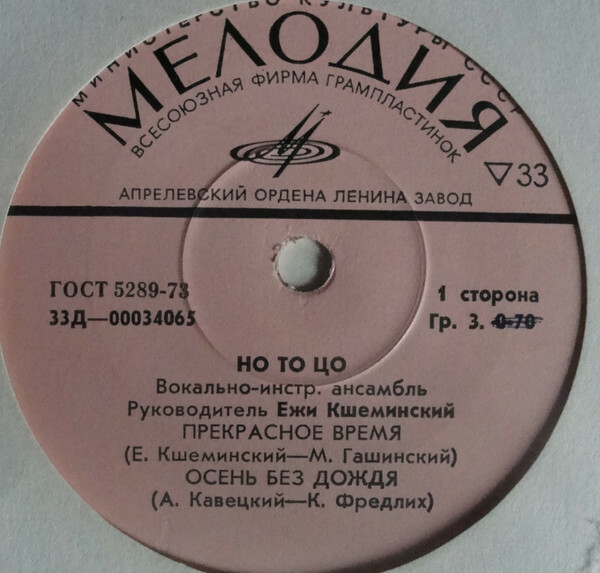 МИНИСТЕРСТВО КУЛЬТУРЫ СССР
МЕЛОДИЯ
ВСЕСОЮЗНАЯ ФИРМА ГРАМПЛАСТИНОК
▽33
АПРЕЛЕВСКИЙ ОРДЕНА ЛЕНИНА ЗАВОД
ГОСТ 5289-73
33Д—00034065
1 сторона
Гр. 3. 0-70
НО ТО ЦО
Вокально-инстр. ансамбль
Руководитель Ежи Кшеминский
ПРЕКРАСНОЕ ВРЕМЯ
(Е. Кшеминский—М. Гашинский)
ОСЕНЬ БЕЗ ДОЖДЯ
(А. Кавецкий—К. Фредлих)